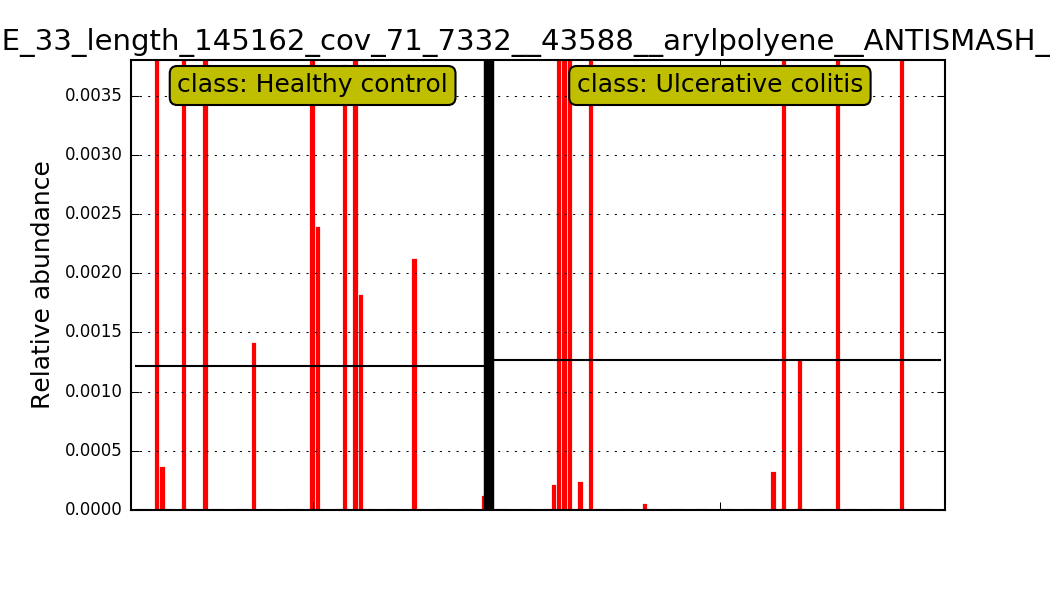 E_33_length_145162_cov_71_7332__43588__arylpolyene__ANTISMASH_
class: Healthy control
class: Ulcerative colitis
Relative abundance
0.0035
0.0030
0.0025
0.0020
0.0015
0.0010
0.0005
0.0000